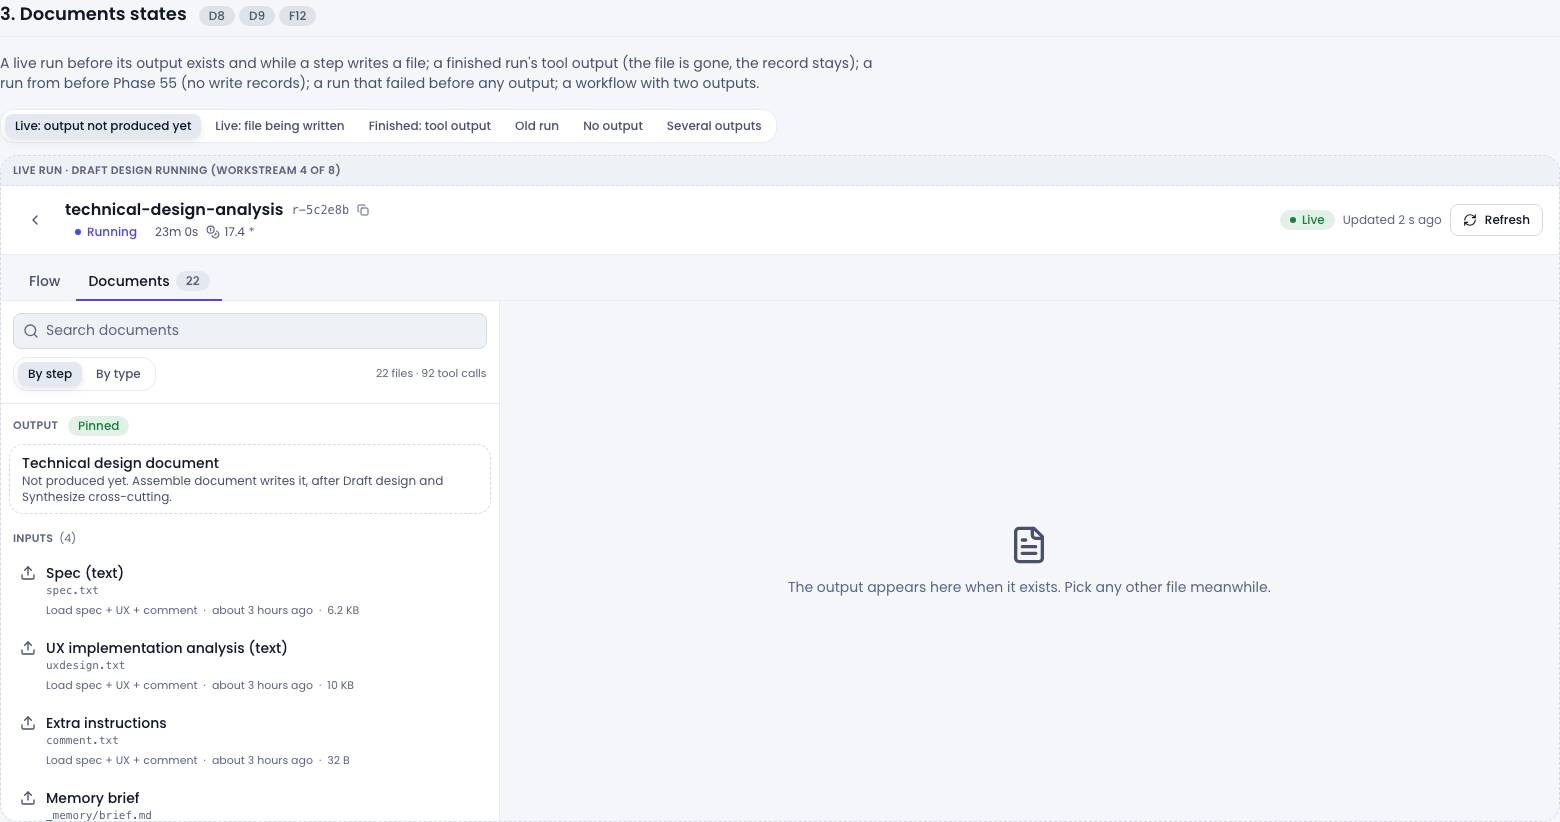 3. Documents states D8 D9 F12
A live run before its output exists and while a step writes a file; a finished run's tool output (the file is gone, the record stays); a
run from before Phase 55 (no write records); a run that failed before any output; a workflow with two outputs.
Live: output not produced yet Live: file being written Finished: tool output Old run No output Several outputs
LIVE RUN · DRAFT DESIGN RUNNING (WORKSTREAM 4 OF 8)
technical-design-analysis r-5c2e8b
Running 23m 0s 17.4 *
Live Updated 2 s ago Refresh
Flow Documents 22
Search documents
By step By type 22 files · 92 tool calls
OUTPUT Pinned
Technical design document
Not produced yet. Assemble document writes it, after Draft design and
Synthesize cross-cutting.
INPUTS (4)
Spec (text)
spec.txt
Load spec + UX + comment · about 3 hours ago · 6.2 KB
UX implementation analysis (text)
uxdesign.txt
Load spec + UX + comment · about 3 hours ago · 10 KB
Extra instructions
comment.txt
Load spec + UX + comment · about 3 hours ago · 32 B
Memory brief
_memory/brief.md
The output appears here when it exists. Pick any other file meanwhile.